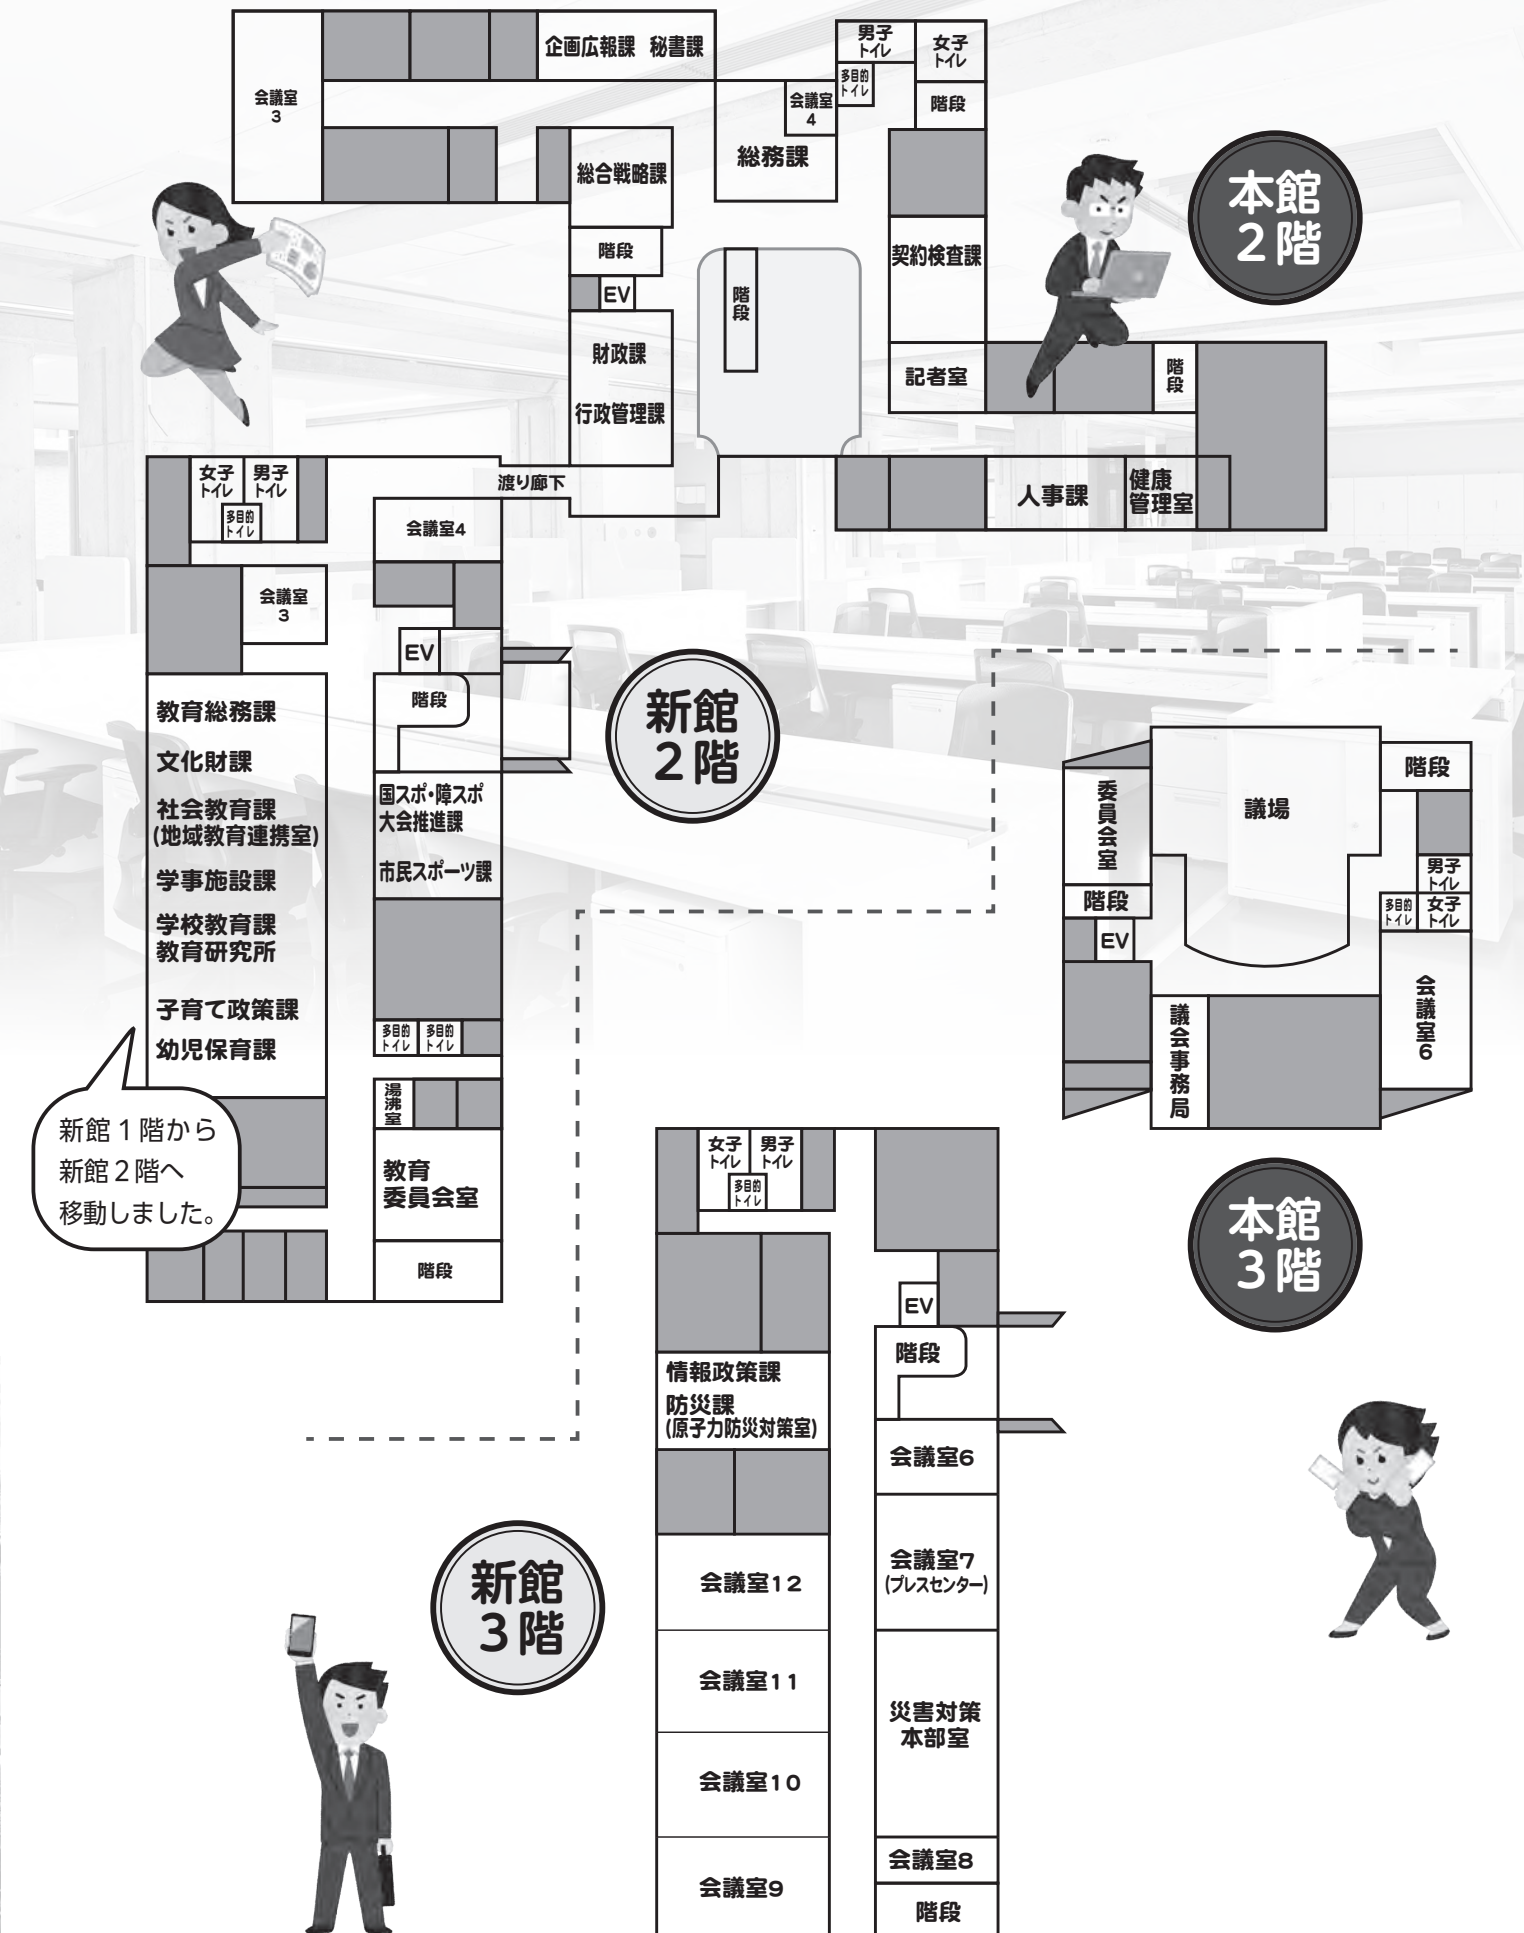 本館
2階
会議室
3
企画広報課 秘書課
男子
トイレ
女子
トイレ
多目的
トイレ
会議室
4
階段
総務課
総合戦略課
階段
EV
階段
契約検査課
財政課
行政管理課
記者室
階段
渡り廊下
人事課
健康
管理室
新館
2階
女子
トイレ
男子
トイレ
多目的
トイレ
会議室4
会議室
3
EV
階段
教育総務課
文化財課
社会教育課
(地域教育連携室)
学事施設課
学校教育課
教育研究所
子育て政策課
幼児保育課
国スポ・障スポ
大会推進課
市民スポーツ課
多目的
トイレ
多目的
トイレ
湯沸室
教育
委員会室
階段
新館1階から
新館2階へ
移動しました。
本館
3階
委員会室
議場
階段
男子
トイレ
多目的
トイレ
女子
トイレ
階段
EV
議会事務局
会議室6
新館
3階
女子
トイレ
男子
トイレ
多目的
トイレ
EV
階段
情報政策課
防災課
(原子力防災対策室)
会議室6
会議室7
(プレスセンター)
会議室12
会議室11
災害対策
本部室
会議室10
会議室8
会議室9
階段